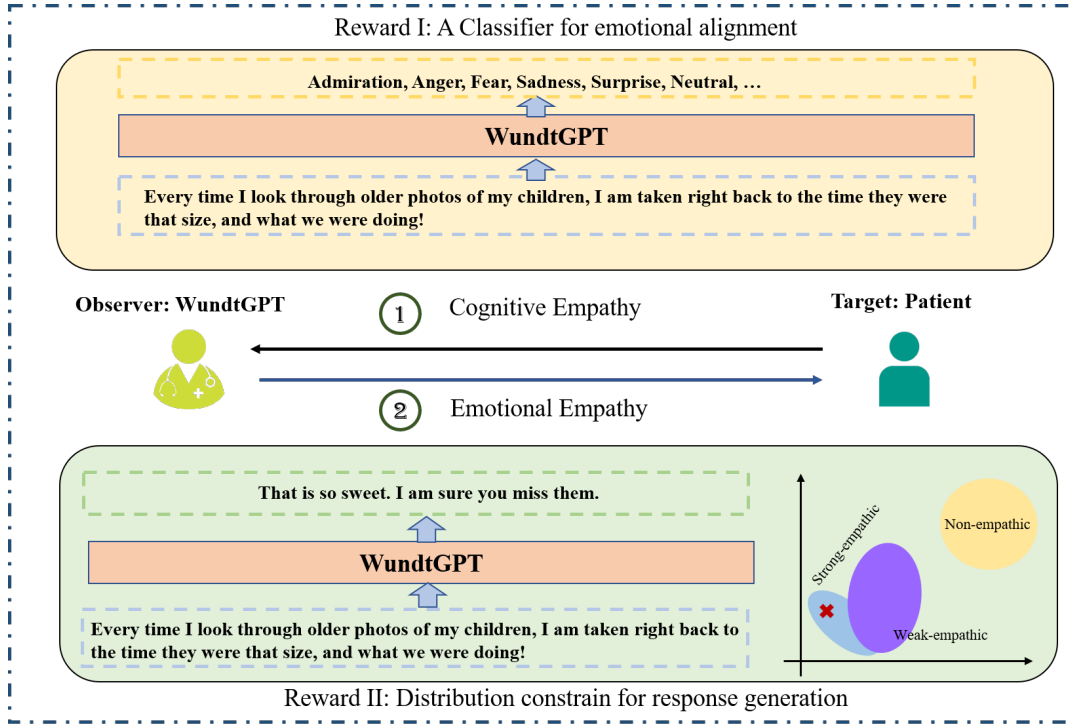 Reward I: A Classifier for emotional alignment
Admiration, Anger, Fear, Sadness, Surprise, Neutral, …
WundtGPT
Every time I look through older photos of my children, I am taken right back to the time they were
that size, and what we were doing!
Observer: WundtGPT
1
Cognitive Empathy
Target: Patient
2
Emotional Empathy
That is so sweet. I am sure you miss them.
WundtGPT
Every time I look through older photos of my children, I am taken right back to
the time they were that size, and what we were doing!
Strong-empathic
Non-empathic
Weak-empathic
Reward II: Distribution constrain for response generation